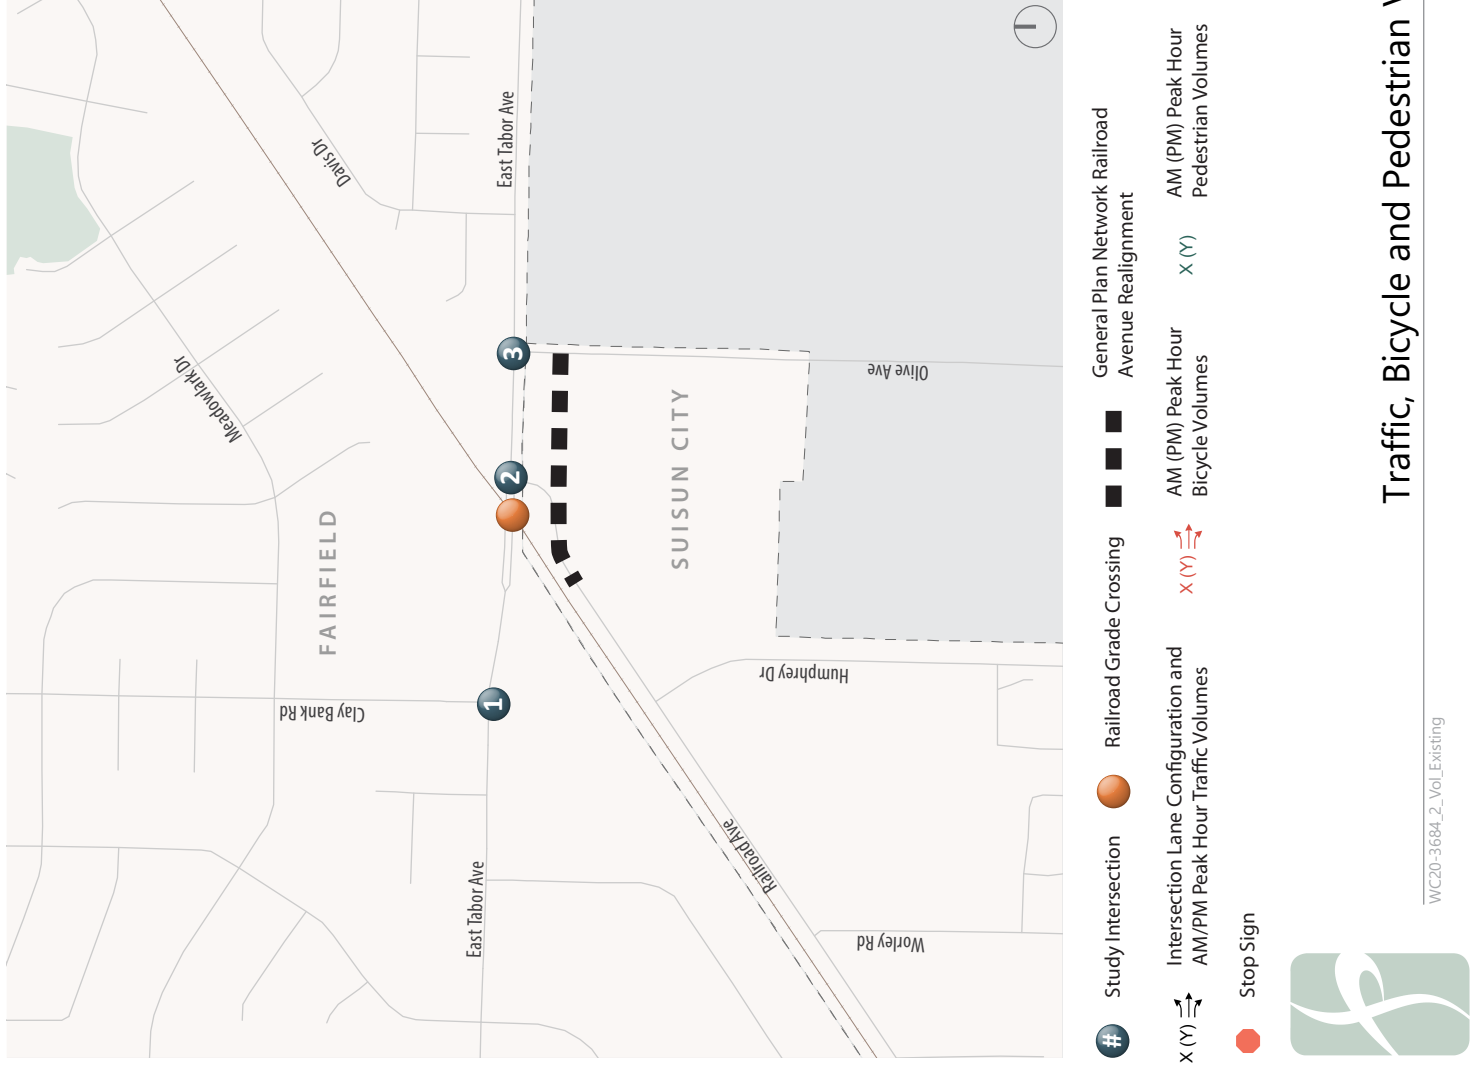 Meadowlark Dr
Davis Dr
FAIRFIELD
Clay Bank Rd
East Tabor Ave
East Tabor Ave
1
2
3
SUISUN CITY
Olive Ave
Humphrey Dr
Railroad Ave
Worley Rd
#
Study Intersection
Railroad Grade Crossing
General Plan Network Railroad
Avenue Realignment
X (Y)
Intersection Lane Configuration and
AM/PM Peak Hour Traffic Volumes
X (Y)
AM (PM) Peak Hour
Bicycle Volumes
X (Y)
AM (PM) Peak Hour
Pedestrian Volumes
Stop Sign
Traffic, Bicycle and Pedestrian
WC20-3684_2_Vol_Existing